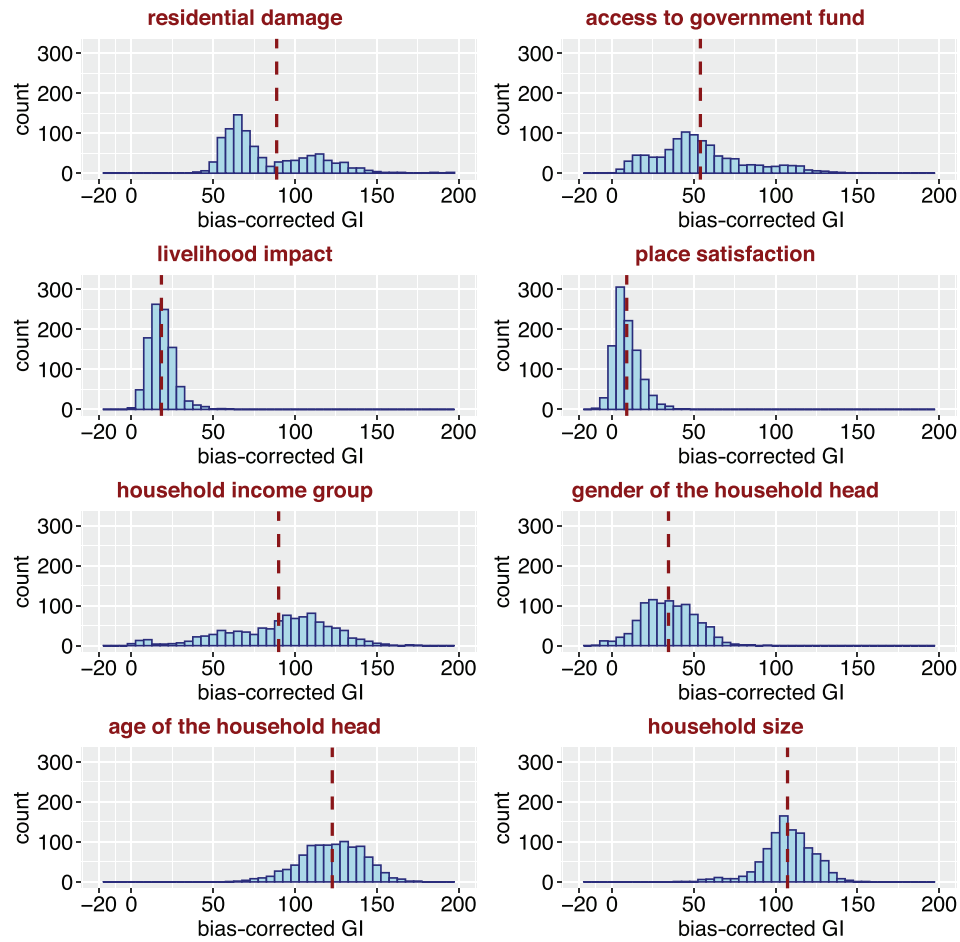 residential damage
300
200
100
0
count
−20 0 50 100 150 200
bias-corrected GI
access to government fund
300
200
100
0
count
−20 0 50 100 150 200
bias-corrected GI
livelihood impact
300
200
100
0
count
−20 0 50 100 150 200
bias-corrected GI
place satisfaction
300
200
100
0
count
−20 0 50 100 150 200
bias-corrected GI
household income group
300
200
100
0
count
−20 0 50 100 150 200
bias-corrected GI
gender of the household head
300
200
100
0
count
−20 0 50 100 150 200
bias-corrected GI
age of the household head
300
200
100
0
count
−20 0 50 100 150 200
bias-corrected GI
household size
300
200
100
0
count
−20 0 50 100 150 200
bias-corrected GI